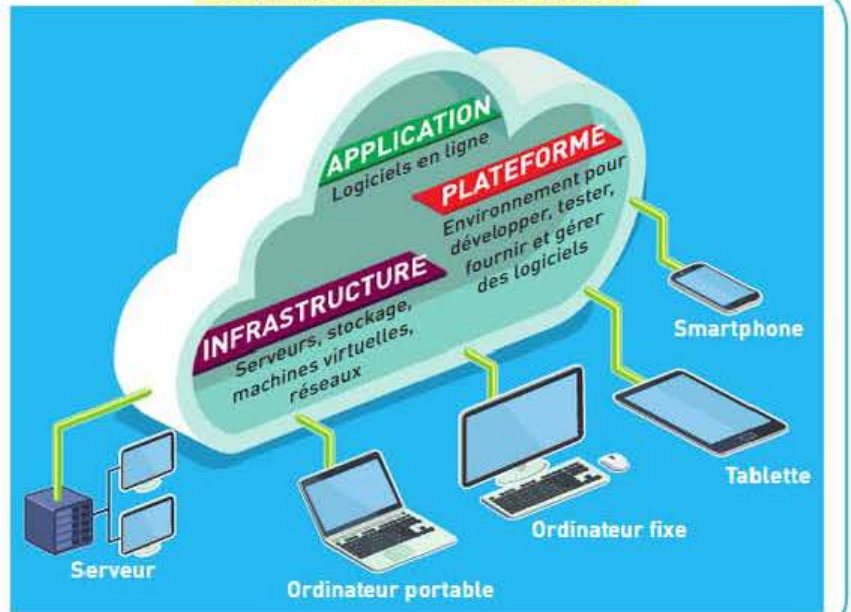 APPLICATION
Logiciels en ligne
PLATEFORME
Environnement pour
développer, tester,
fournir et gérer
des logiciels
INFRASTRUCTURE
Serveurs, stockage,
machines virtuelles,
réseaux
Smartphone
Tablette
Ordinateur fixe
Ordinateur portable
Serveur